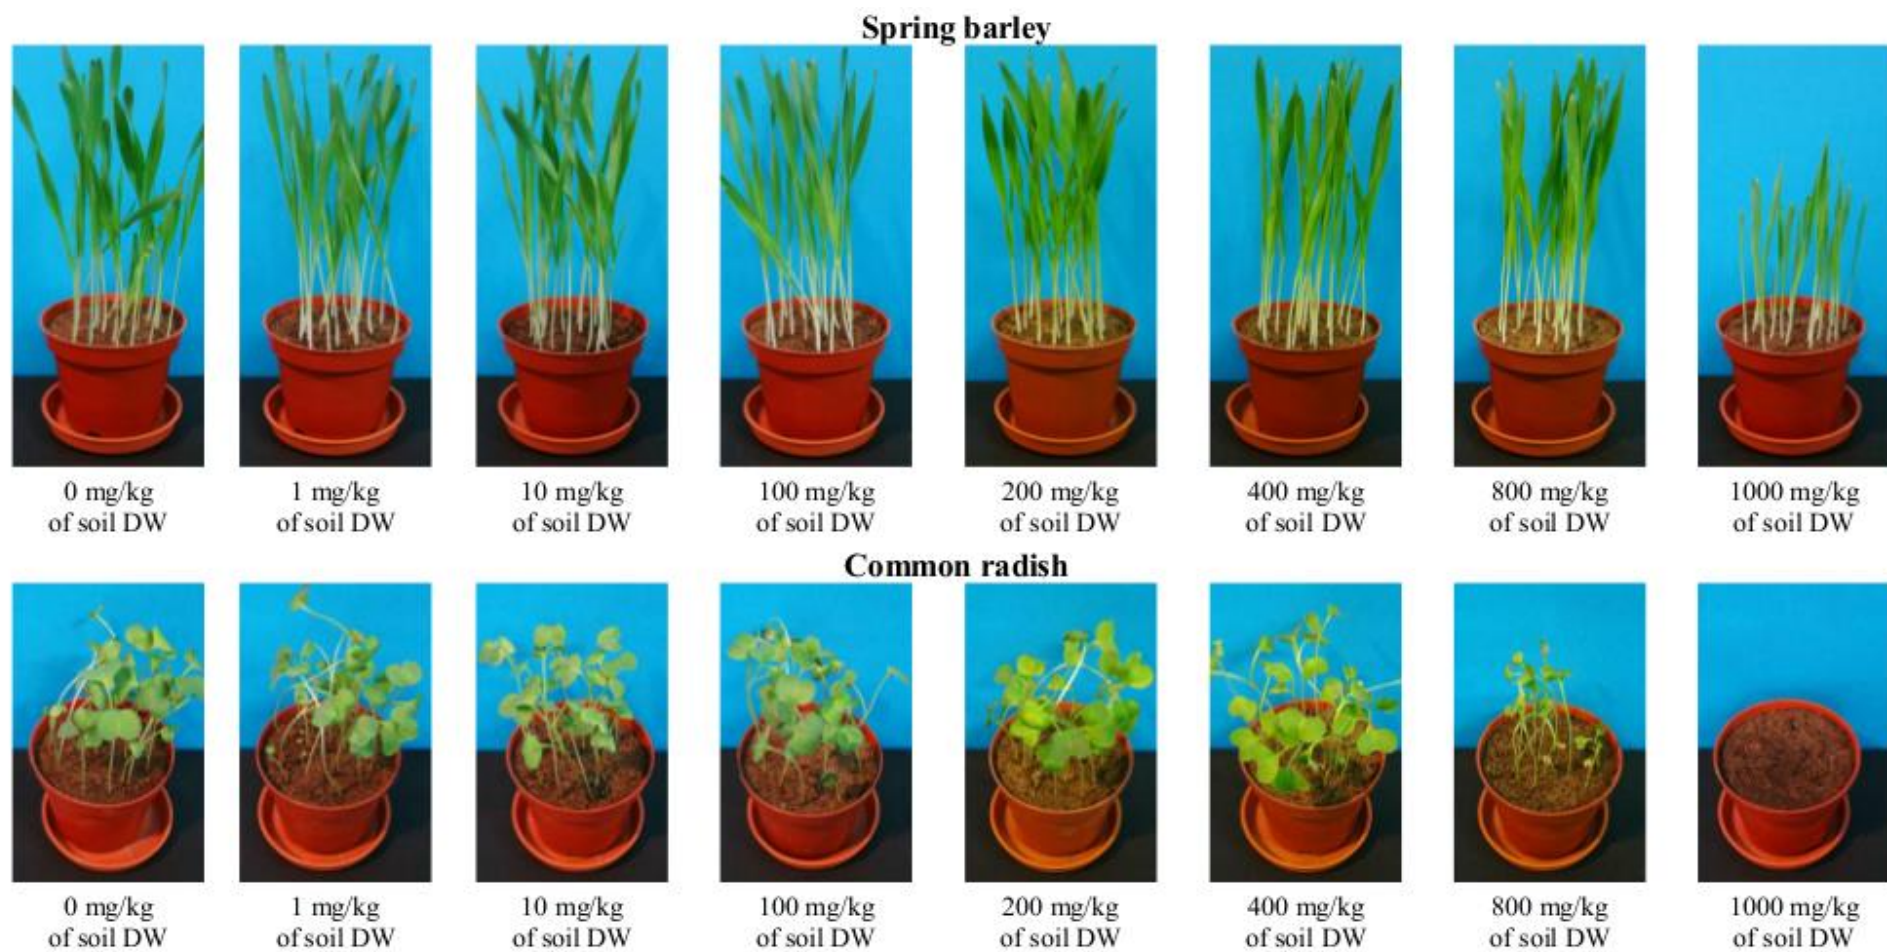 Spring barley
0 mg/kg
of soil DW
1 mg/kg
of soil DW
10 mg/kg
of soil DW
100 mg/kg
of soil DW
200 mg/kg
of soil DW
400 mg/kg
of soil DW
800 mg/kg
of soil DW
1000 mg/kg
of soil DW
Common radish
0 mg/kg
of soil DW
1 mg/kg
of soil DW
10 mg/kg
of soil DW
100 mg/kg
of soil DW
200 mg/kg
of soil DW
400 mg/kg
of soil DW
800 mg/kg
of soil DW
1000 mg/kg
of soil DW